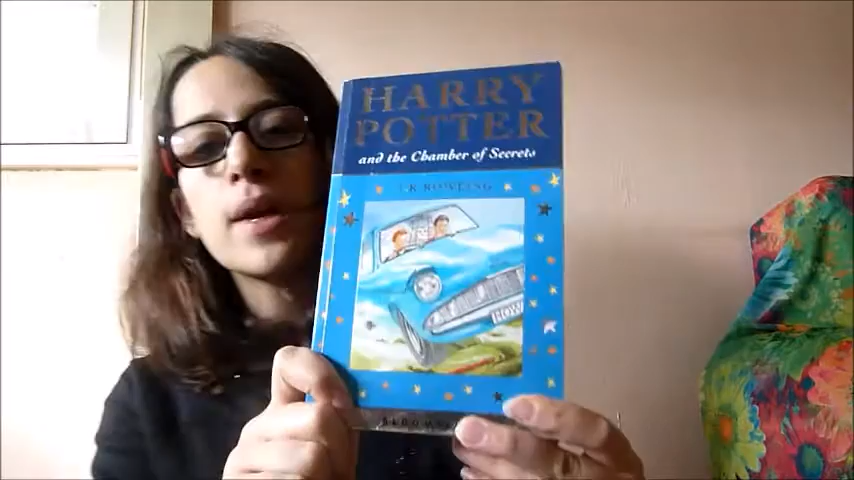 HARRY
POTTER
and the Chamber of Secrets
J.K. ROWLING